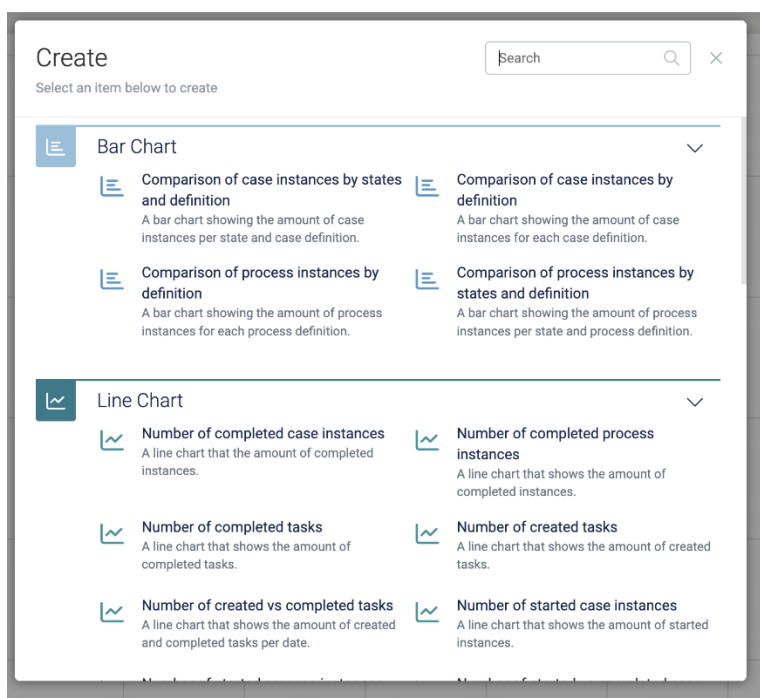 Create
Search
Select an item below to create
Bar Chart
Comparison of case instances by states
and definition
A bar chart showing the amount of case
instances per state and case definition.
Comparison of case instances by
definition
A bar chart showing the amount of case
instances for each case definition.
Comparison of process instances by
definition
A bar chart showing the amount of process
instances for each process definition.
Comparison of process instances by
states and definition
A bar chart showing the amount of process
instances per state and process definition.
Line Chart
Number of completed case instances
A line chart that the amount of completed
instances.
Number of completed process
instances
A line chart that shows the amount of
completed instances.
Number of completed tasks
A line chart that shows the amount of
completed tasks.
Number of created tasks
A line chart that shows the amount of created
tasks.
Number of created vs completed tasks
A line chart that shows the amount of created
and completed tasks per date.
Number of started case instances
A line chart that shows the amount of started
instances.